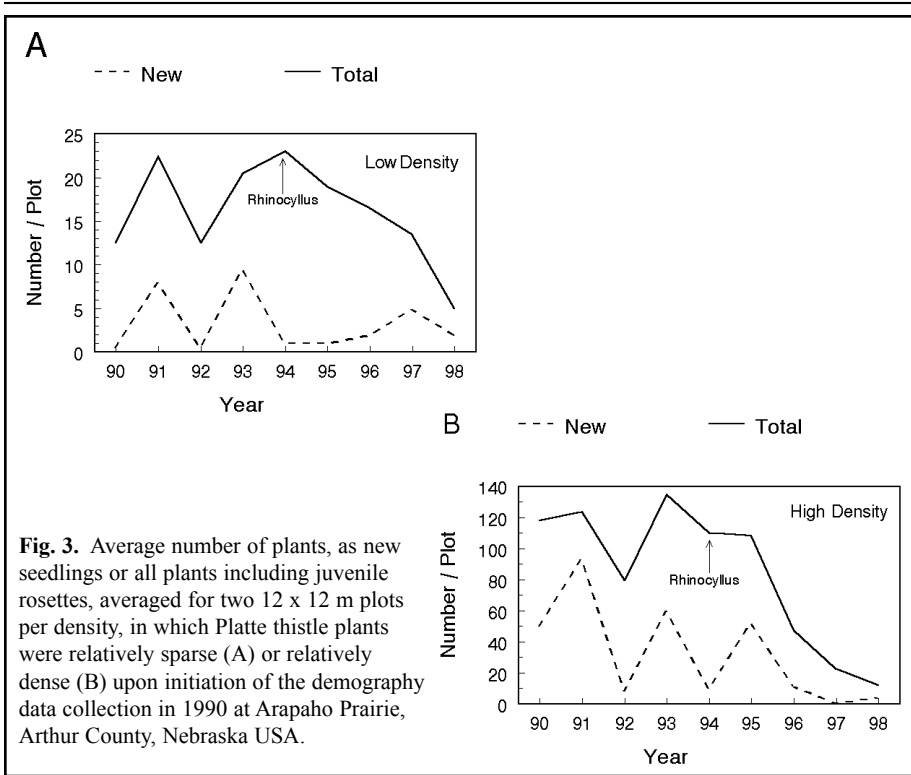 A
New Total
25
20
15
10
5
0
Number / Plot
Low Density
Rhinocyllus
90 91 92 93 94 95 96 97 98
Year
B
New Total
140
120
100
80
60
40
20
0
Number / Plot
High Density
Rhinocyllus
90 91 92 93 94 95 96 97 98
Year
Fig. 3. Average number of plants, as new
seedlings or all plants including juvenile
rosettes, averaged for two 12 x 12 m plots
per density, in which Platte thistle plants
were relatively sparse (A) or relatively
dense (B) upon initiation of the demography
data collection in 1990 at Arapaho Prairie,
Arthur County, Nebraska USA.